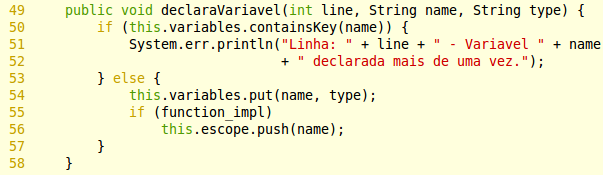 49     public void declaraVariavel(int line, String name, String type) {
50         if (this.variables.containsKey(name)) {
51             System.err.println("Linha: " + line + " - Variavel " + name
52                                + " declarada mais de uma vez.");
53         } else {
54             this.variables.put(name, type);
55             if (function_impl)
56                 this.escope.push(name);
57         }
58     }